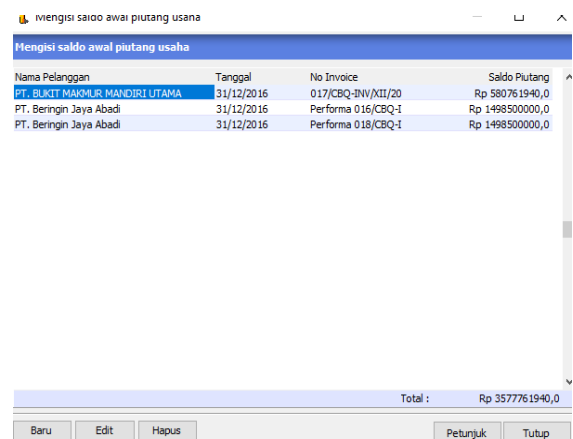 Mengisi saldo awal piutang usaha
Mengisi saldo awal piutang usaha
Nama Pelanggan Tanggal No Invoice Saldo Piutang
PT. BUKIT MAKMUR MANDIRI UTAMA 31/12/2016 017/CBQ-INV/XII/20 Rp 580761940,0
PT. Beringin Jaya Abadi 31/12/2016 Performa 016/CBQ-I Rp 1498500000,0
PT. Beringin Jaya Abadi 31/12/2016 Performa 018/CBQ-I Rp 1498500000,0
Total : Rp 3577761940,0
Baru Edit Hapus Petunjuk Tutup